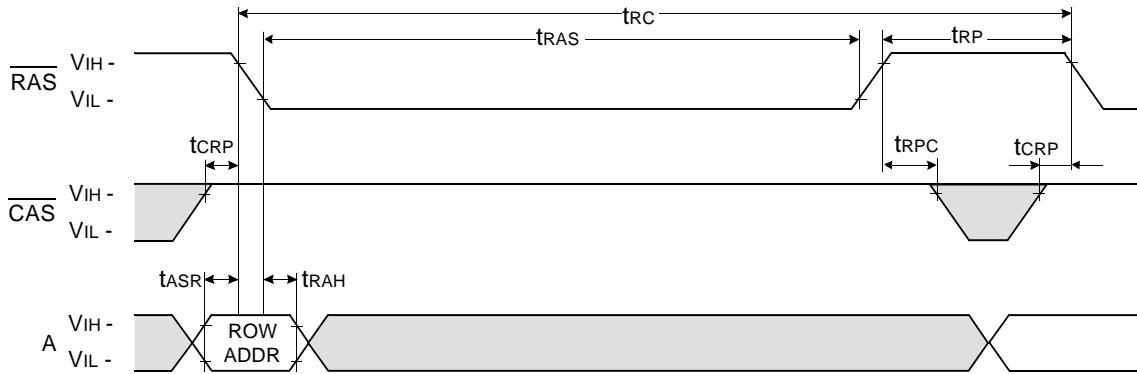 tRC
tRAS
tRP
RAS
VIH -
VIL -
tCRP
tRPC
tCRP
CAS
VIH -
VIL -
tASR
tRAH
A
VIH -
VIL -
ROW
ADDR